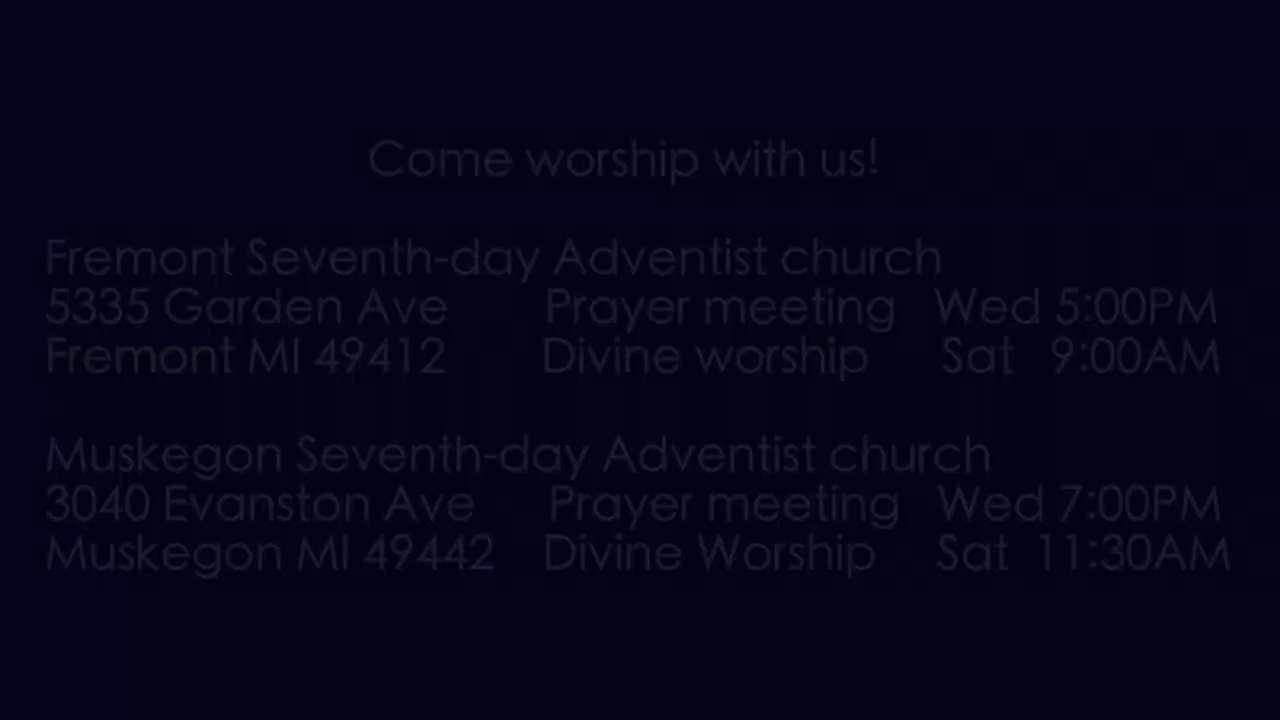 Come worship with us!
Fremont Seventh-day Adventist church
5335 Garden Ave Prayer meeting Wed 5:00PM
Fremont MI 49412 Divine worship Sat 9:00AM
Muskegon Seventh-day Adventist church
3040 Evanston Ave Prayer meeting Wed 7:00PM
Muskegon MI 49442 Divine Worship Sat 11:30AM